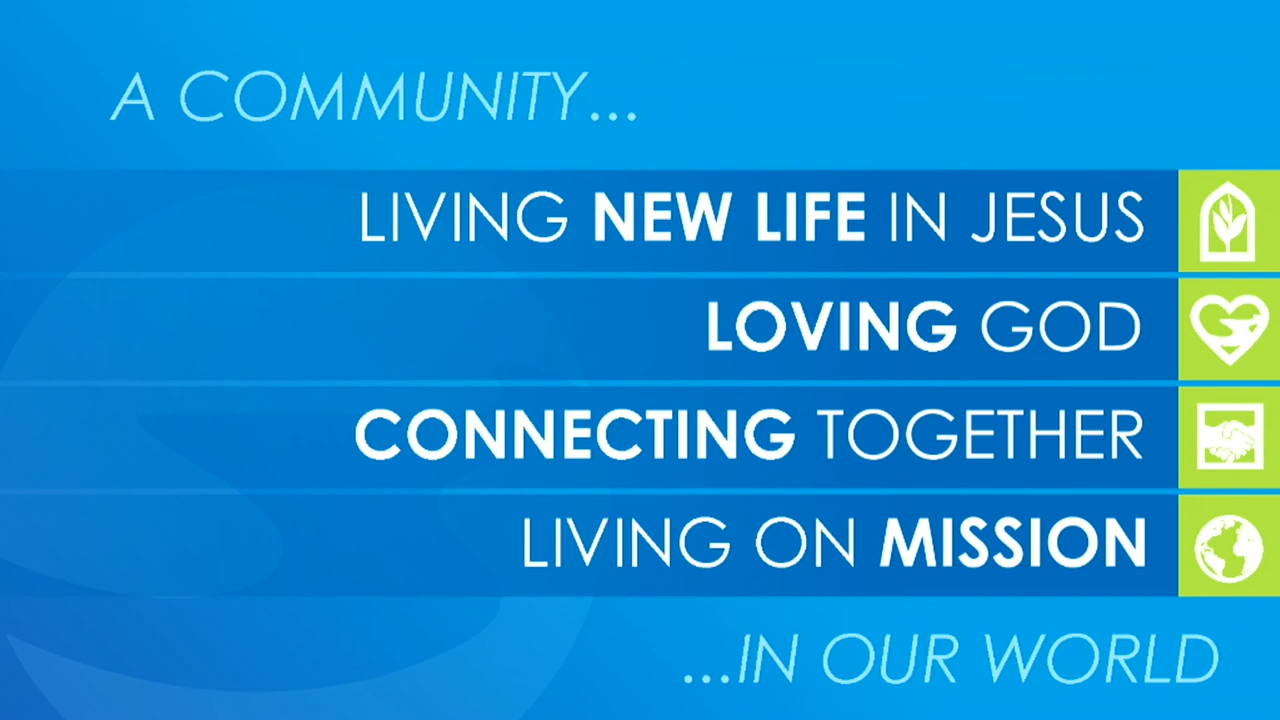 A COMMUNITY...
LIVING NEW LIFE IN JESUS
LOVING GOD
CONNECTING TOGETHER
LIVING ON MISSION
...IN OUR WORLD